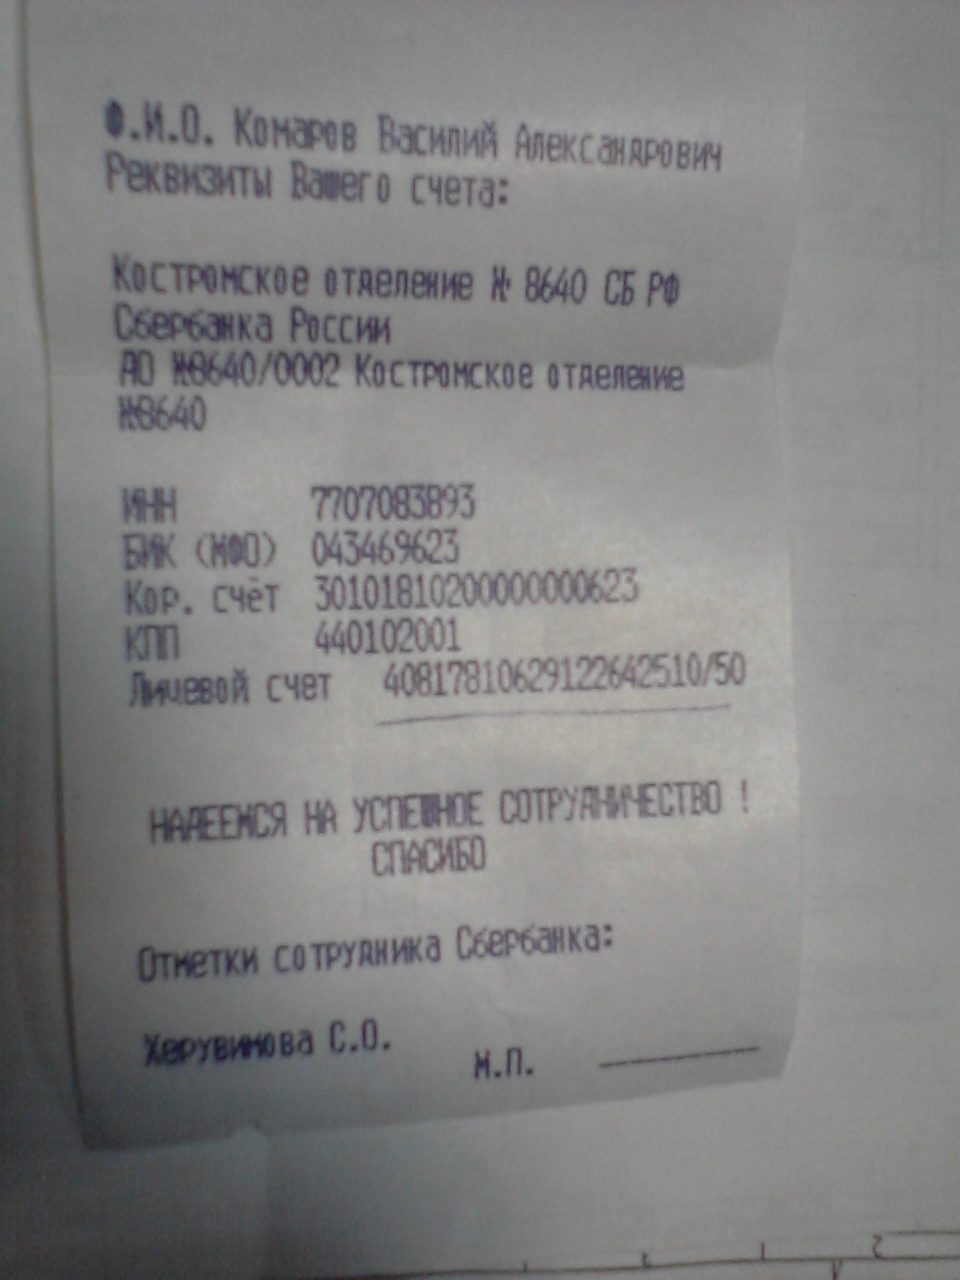 Ф.И.О. Комаров Василий Александрович
Реквизиты Вашего счета:
Костромское отделение № 8640 СБ РФ
Сбербанка России
АО №8640/0002 Костромское отделение
№8640
ИНН 7707083893
БИК (МФО) 043469623
Кор. счёт 30101810200000000623
КПП 440102001
Личевой счет 40817810629122642510/50
НАДЕЕМСЯ НА УСПЕШНОЕ СОТРУДНИЧЕСТВО !
СПАСИБО
Отметки сотрудника Сбербанка:
Херувимова С.О.
М.П.